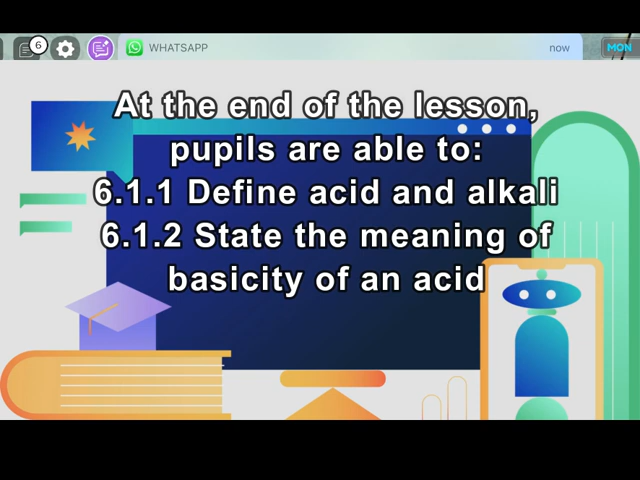 6
WHATSAPP
now
MON
At the end of the lesson,
pupils are able to:
6.1.1 Define acid and alkali
6.1.2 State the meaning of
basicity of an acid